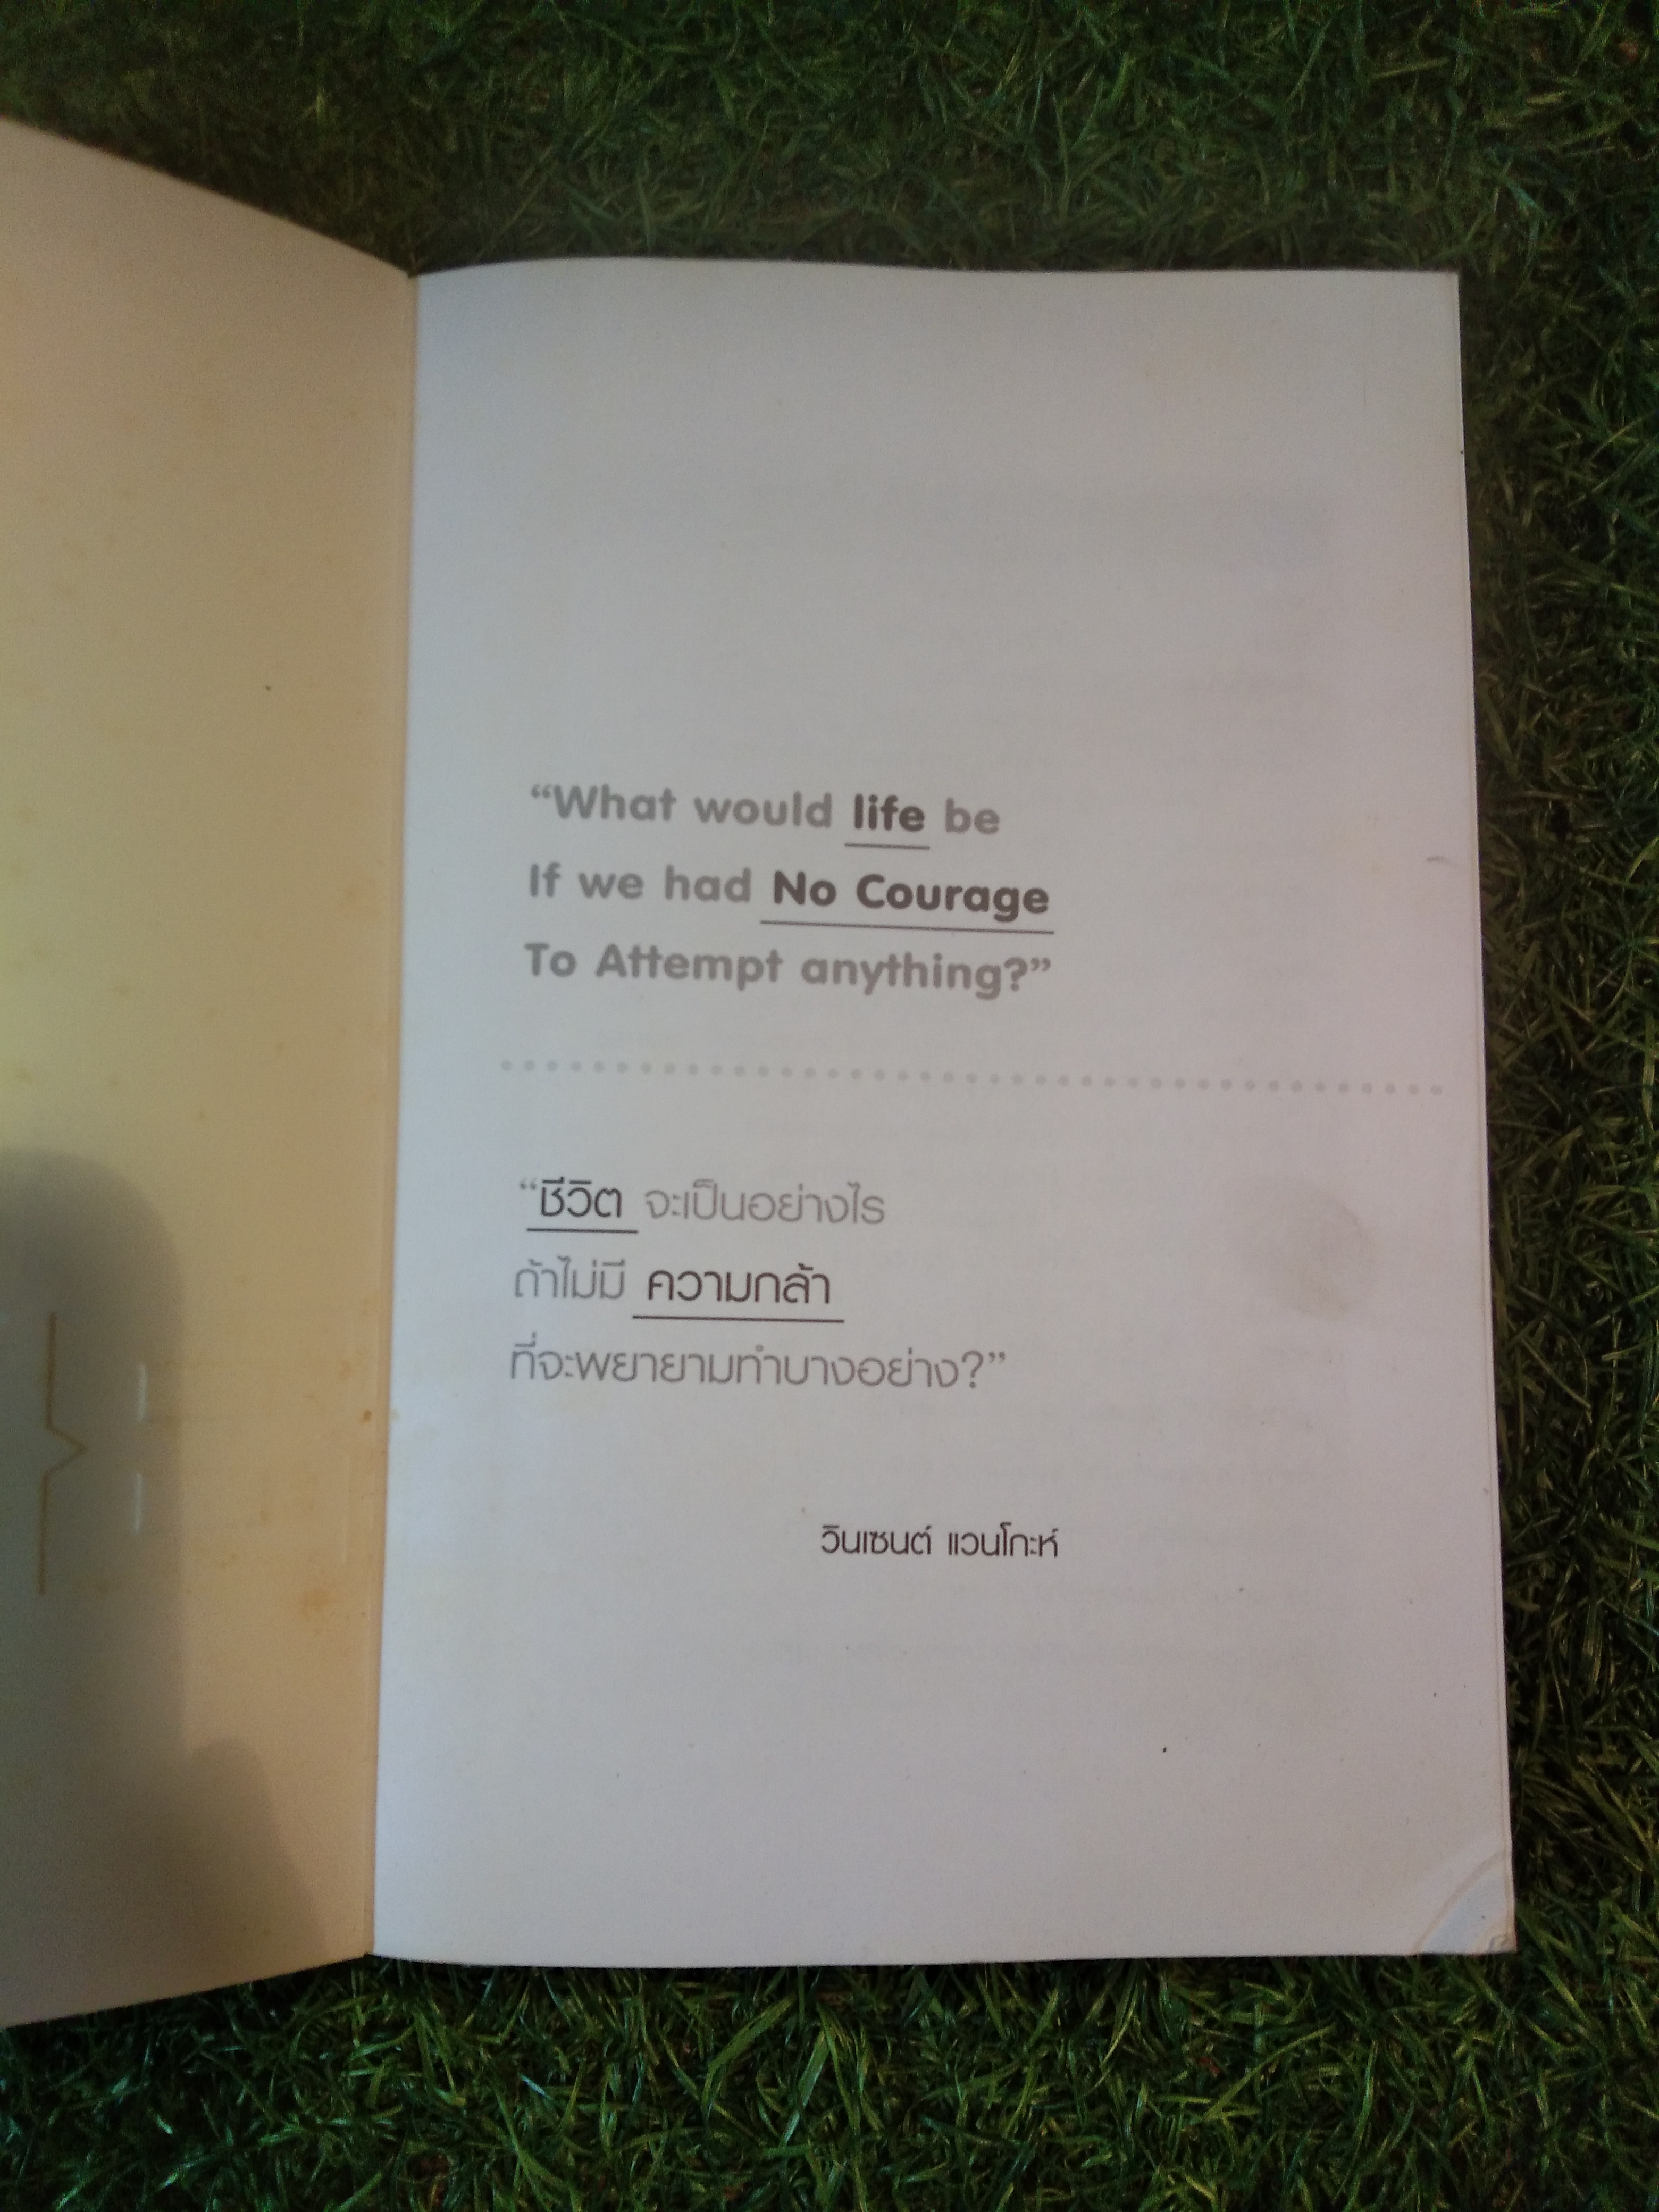 “What would life be
If we had No Courage
To Attempt anything?”
“ชีวิต จะเป็นอย่างไร
ถ้าไม่มี ความกล้า
ที่จะพยายามทำบางอย่าง?”
วินเซนต์ แวนโกะห์